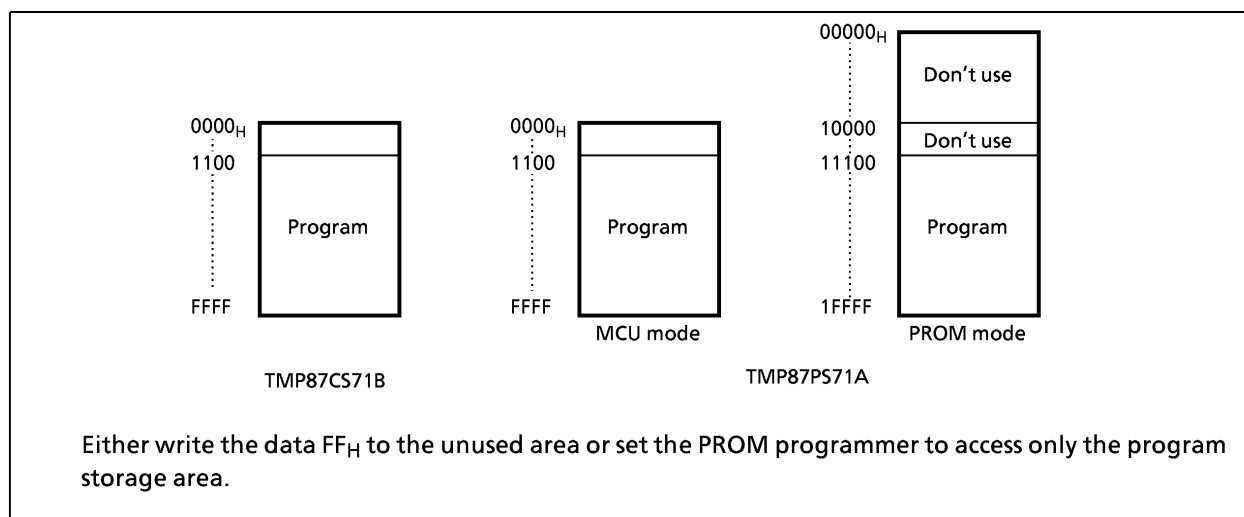 0000H
1100
Program
FFFF
TMP87CS71B
0000H
1100
Program
FFFF
MCU mode
00000H
Don't use
10000
Don't use
11100
Program
1FFFF
PROM mode
TMP87PS71A
Either write the data FFH to the unused area or set the PROM programmer to access only the program
storage area.